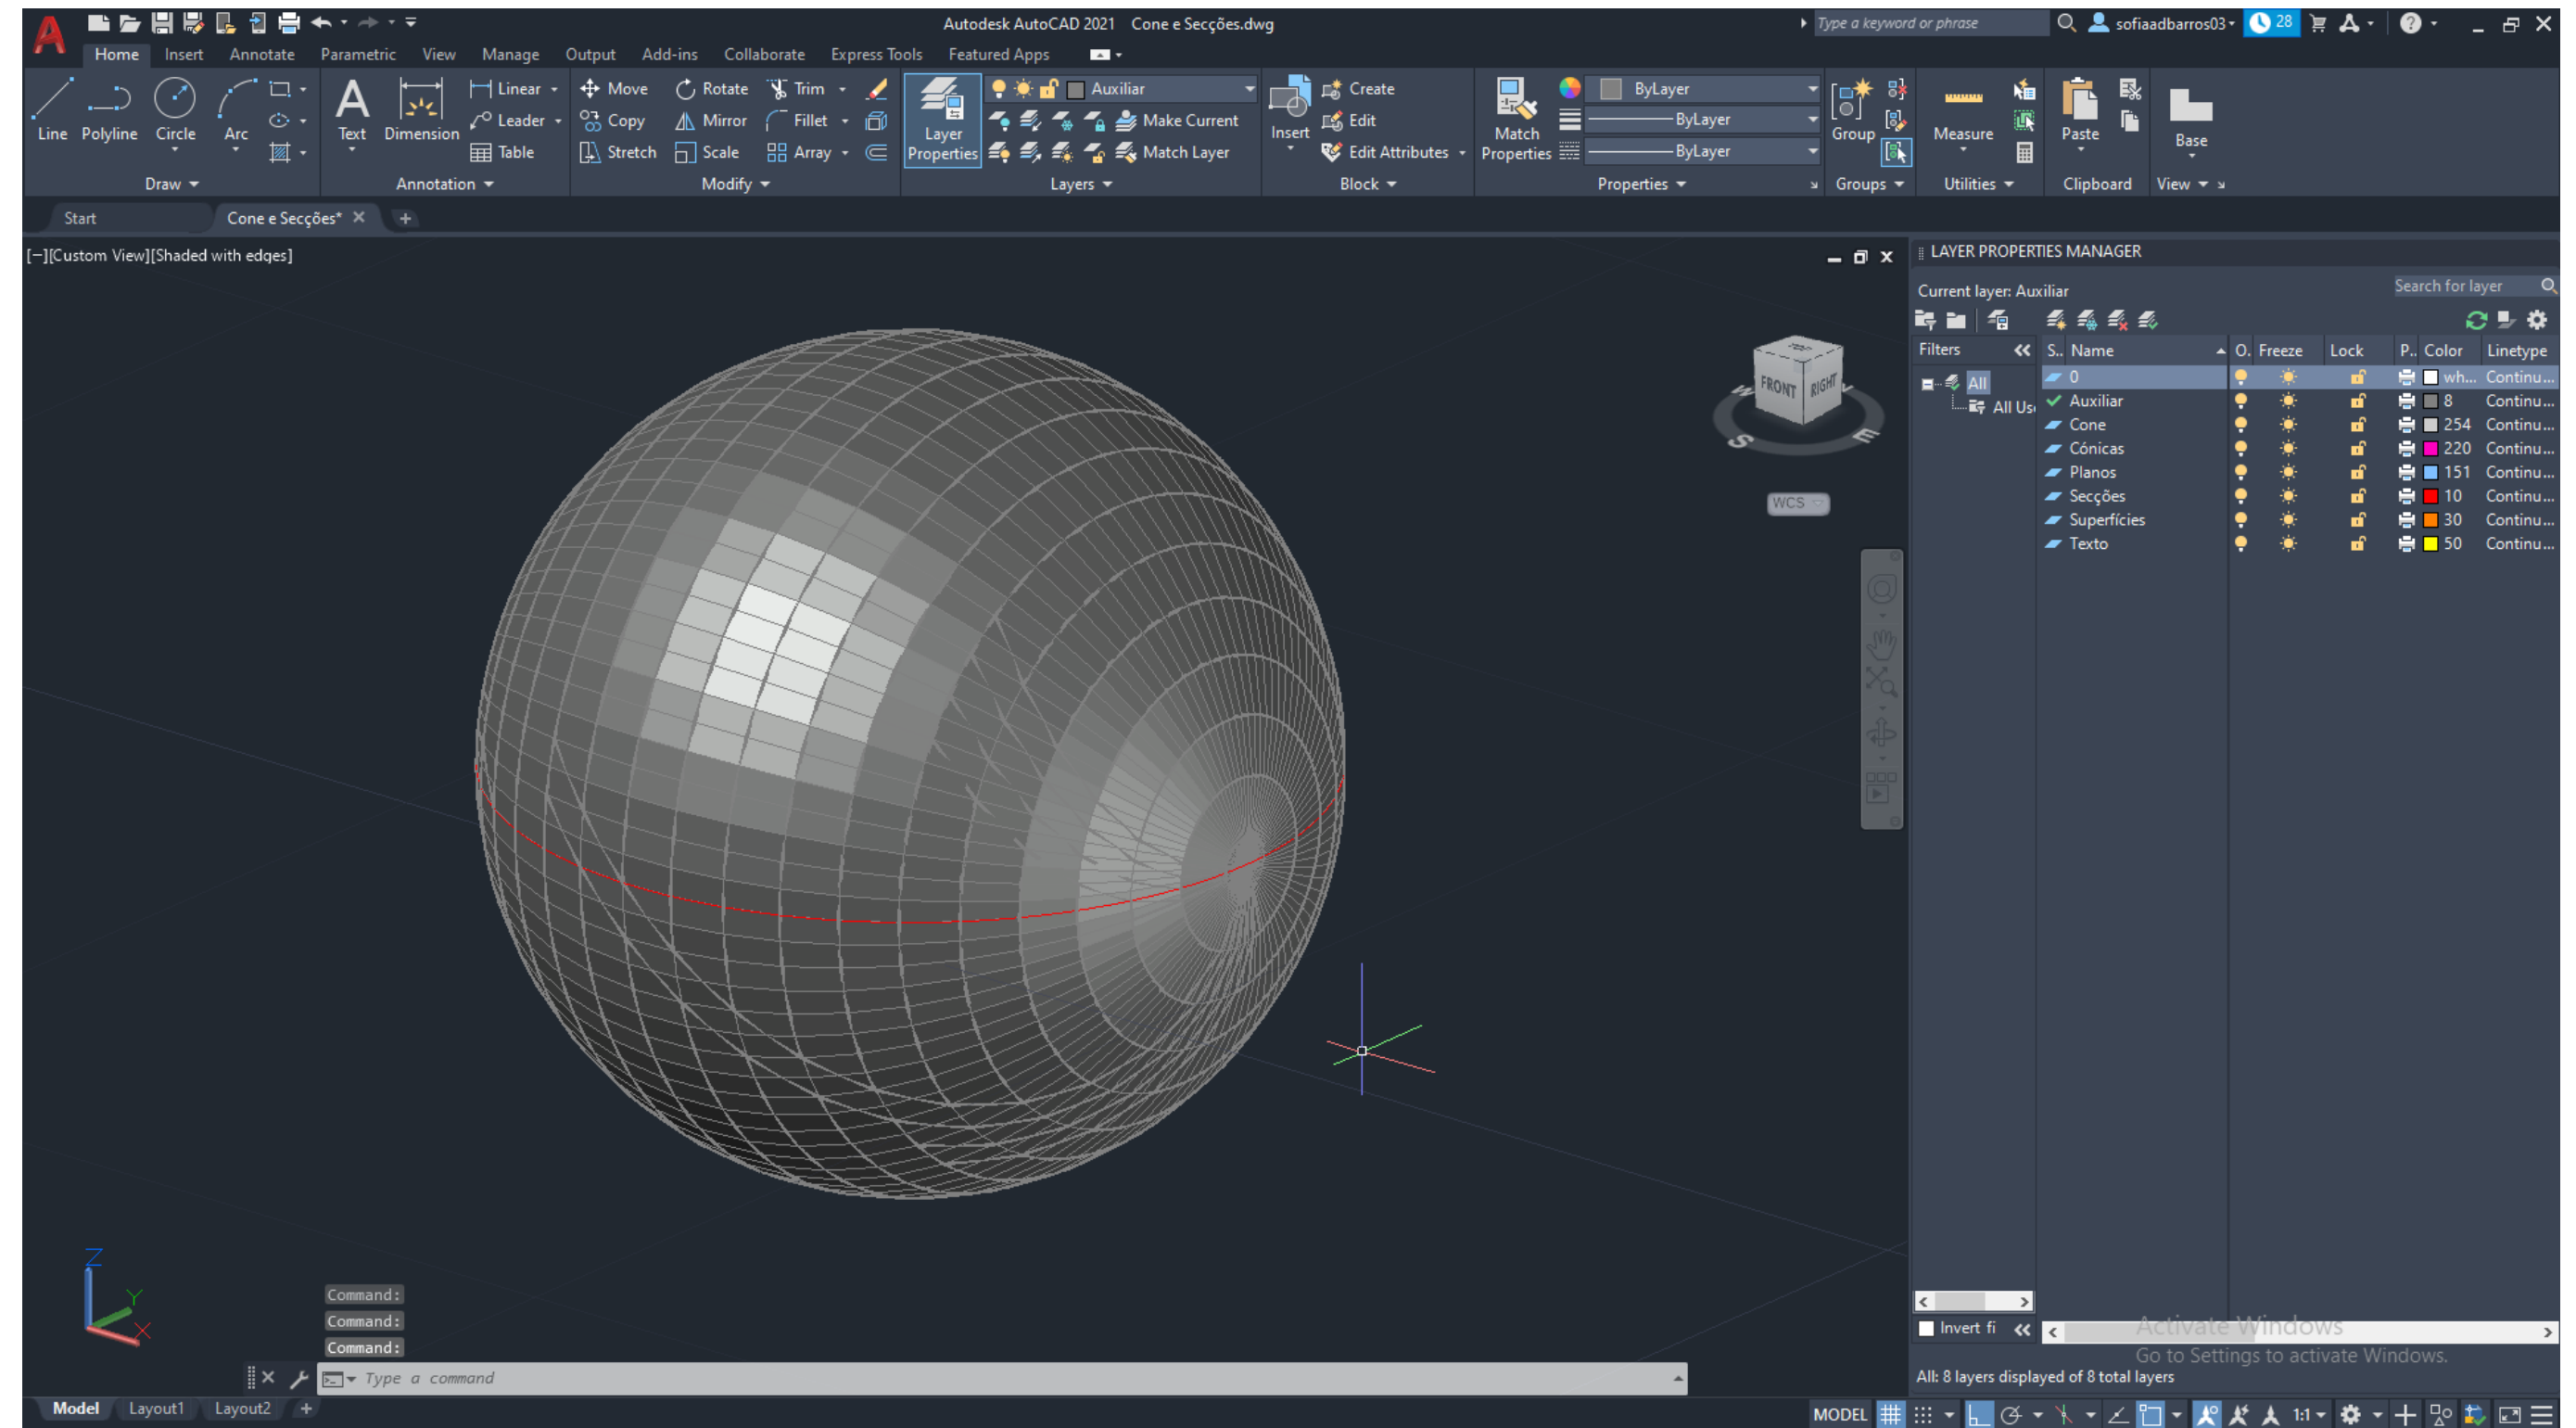 Autodesk AutoCAD 2021 Cone e Secções.dwg
Type a keyword or phrase
sofiaadbarros03
28
Home Insert Annotate Parametric View Manage Output Add-ins Collaborate Express Tools Featured Apps
Line Polyline Circle Arc
Draw
Text Dimension
Linear
Leader
Table
Annotation
Move Rotate Trim
Copy Mirror Fillet
Stretch Scale Array
Modify
Layer Properties
Auxiliar
Make Current
Match Layer
Layers
Insert
Create
Edit
Edit Attributes
Block
Match Properties
ByLayer
ByLayer
ByLayer
Properties
Group
Groups
Measure
Utilities
Paste
Clipboard
Base
View
Start Cone e Secções*
[−][Custom View][Shaded with edges]
TOP
FRONT RIGHT
W
S E
WCS
LAYER PROPERTIES MANAGER
Current layer: Auxiliar
Search for layer
Filters
All
All Us
S.. Name O. Freeze Lock P.. Color Linetype
0 wh... Continu...
Auxiliar 8 Continu...
Cone 254 Continu...
Cónicas 220 Continu...
Planos 151 Continu...
Secções 10 Continu...
Superfícies 30 Continu...
Texto 50 Continu...
Z
Y
X
Command:
Command:
Command:
Type a command
Invert fi
Activate Windows
Go to Settings to activate Windows.
All: 8 layers displayed of 8 total layers
Model Layout1 Layout2
MODEL
1:1